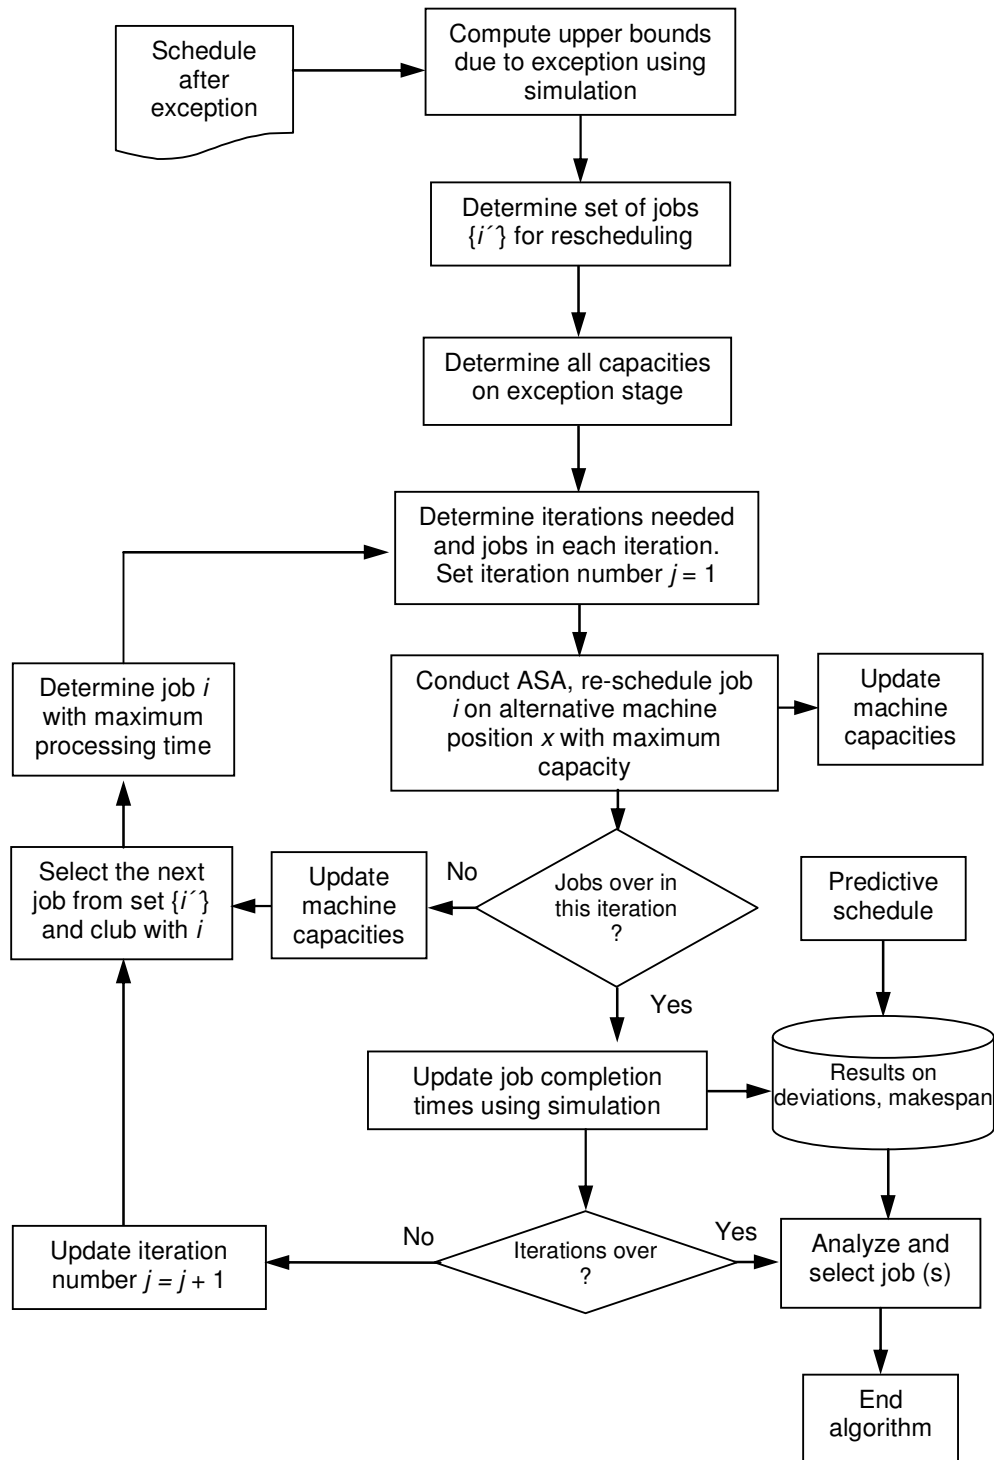 Schedule
after
exception
Compute upper bounds
due to exception using
simulation
Determine set of jobs
{i´} for rescheduling
Determine all capacities
on exception stage
Determine iterations needed
and jobs in each iteration.
Set iteration number j = 1
Determine job i
with maximum
processing time
Conduct ASA, re-schedule job
i on alternative machine
position x with maximum
capacity
Update
machine
capacities
Select the next
job from set {i´}
and club with i
Update
machine
capacities
No
Jobs over in
this iteration
?
Yes
Predictive
schedule
Update job completion
times using simulation
Results on
deviations, makespan
Update iteration
number j = j + 1
No
Iterations over
?
Yes
Analyze and
select job (s)
End
algorithm